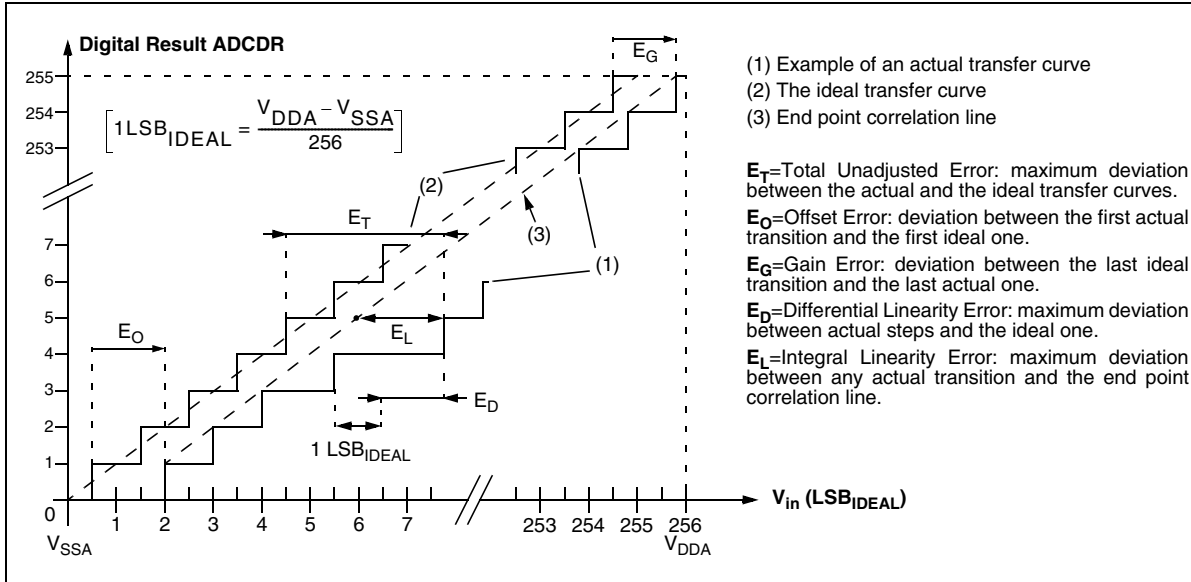 Digital Result ADCDR
255
254
253
[1LSB_IDEAL = (V_DDA – V_SSA) / 256]
E_G
(1) Example of an actual transfer curve
(2) The ideal transfer curve
(3) End point correlation line
E_T=Total Unadjusted Error: maximum deviation
between the actual and the ideal transfer curves.
E_O=Offset Error: deviation between the first actual
transition and the first ideal one.
E_G=Gain Error: deviation between the last ideal
transition and the last actual one.
E_D=Differential Linearity Error: maximum deviation
between actual steps and the ideal one.
E_L=Integral Linearity Error: maximum deviation
between any actual transition and the end point
correlation line.
(2)
E_T
(3)
(1)
7
6
5
4
3
2
1
0
E_O
E_L
E_D
1 LSB_IDEAL
1 2 3 4 5 6 7 253 254 255 256
V_in (LSB_IDEAL)
V_SSA
V_DDA